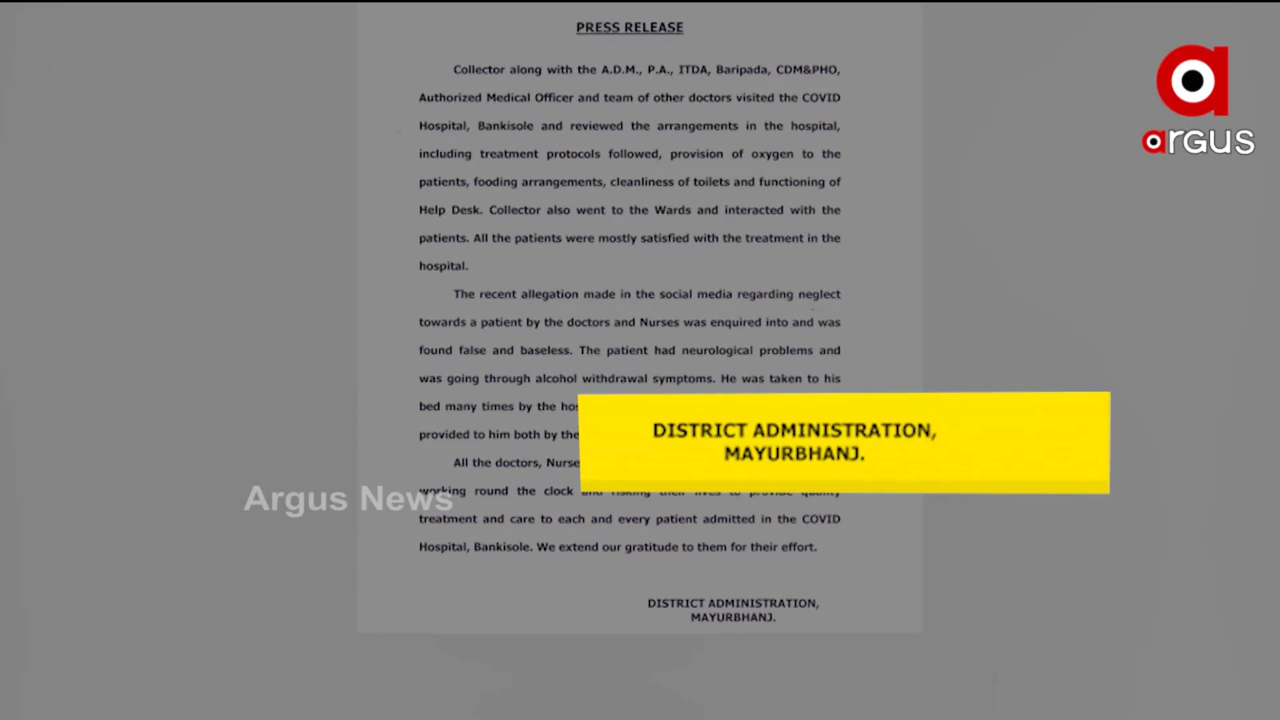 PRESS RELEASE
Collector along with the A.D.M., P.A., ITDA, Baripada, CDM&PHO,
Authorized Medical Officer and team of other doctors visited the COVID
Hospital, Bankisole and reviewed the arrangements in the hospital,
including treatment protocols followed, provision of oxygen to the
patients, fooding arrangements, cleanliness of toilets and functioning of
Help Desk. Collector also went to the Wards and interacted with the
patients. All the patients were mostly satisfied with the treatment in the
hospital.
The recent allegation made in the social media regarding neglect
towards a patient by the doctors and Nurses was enquired into and was
found false and baseless. The patient had neurological problems and
was going through alcohol withdrawal symptoms. He was taken to his
bed many times by the
provided to him both by the
All the doctors,
working round the clock and risking their lives to provide quality
treatment and care to each and every patient admitted in the COVID
Hospital, Bankisole. We extend our gratitude to them for their effort.
DISTRICT ADMINISTRATION,
MAYURBHANJ.
DISTRICT ADMINISTRATION,
MAYURBHANJ.
argus
Argus News